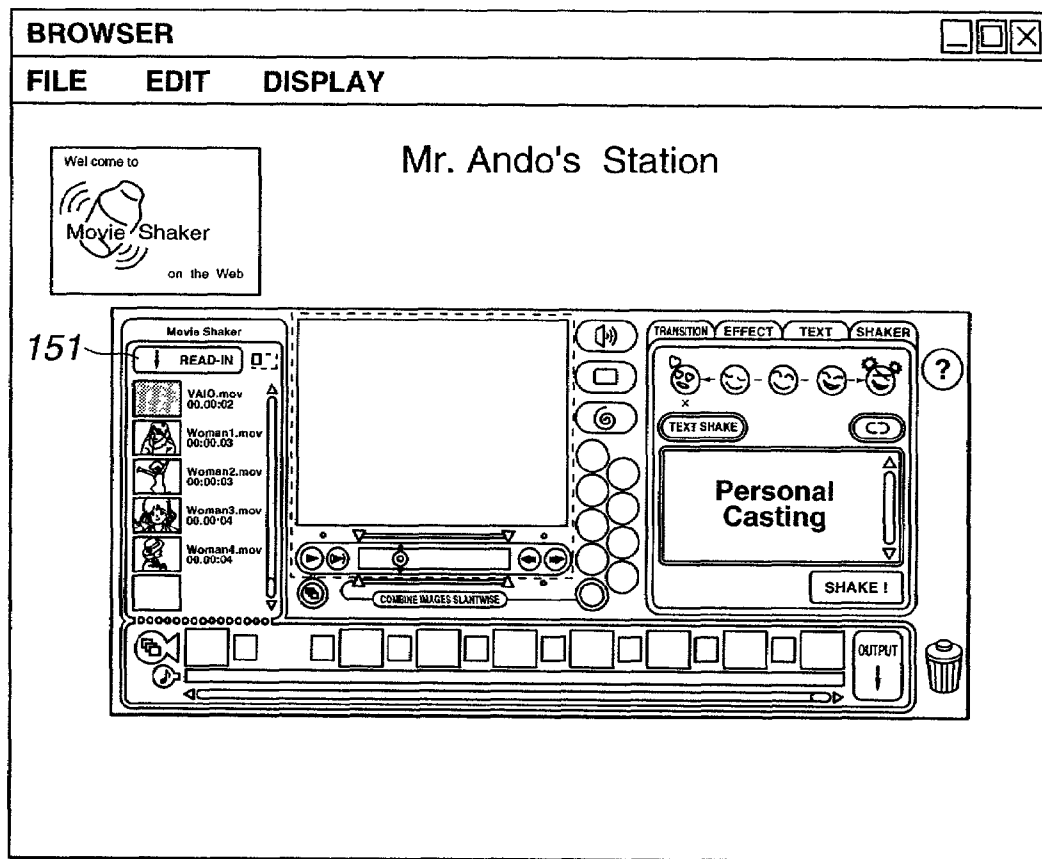 BROWSER
FILE EDIT DISPLAY
Wel come to
Movie Shaker
on the Web
Mr. Ando's Station
151
Movie Shaker
READ-IN
VAIO.mov
00.00:02
Woman1.mov
00:00.03
Woman2.mov
00:00:03
Woman3.mov
00.00·04
Woman4.mov
00.00:04
COMBINE IMAGES SLANTWISE
TRANSITION EFFECT TEXT SHAKER
?
×
TEXT SHAKE
Personal
Casting
SHAKE !
OUTPUT